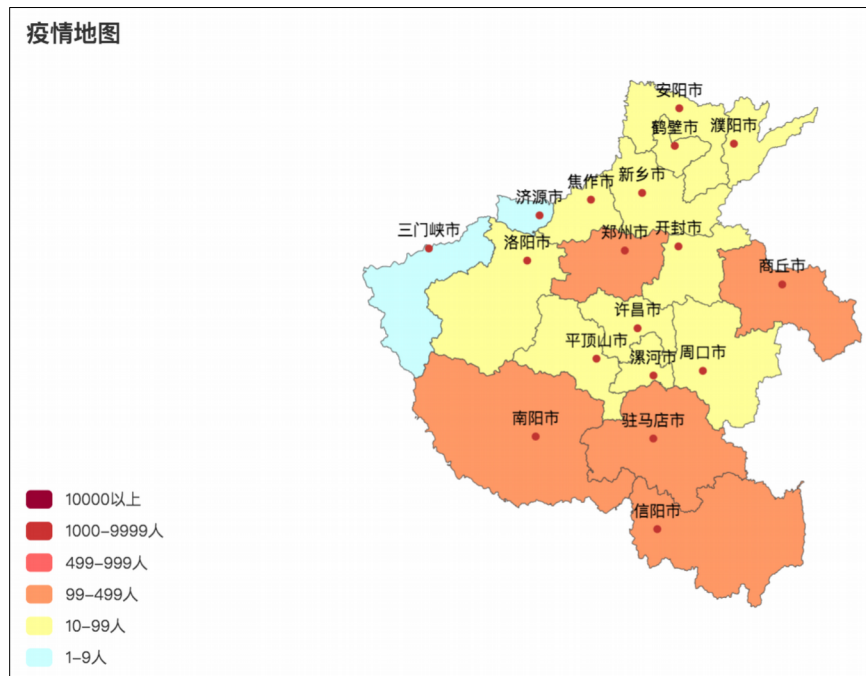 疫情地图
安阳市
鹤壁市
濮阳市
新乡市
焦作市
济源市
三门峡市
洛阳市
郑州市
开封市
商丘市
许昌市
平顶山市
漯河市
周口市
南阳市
驻马店市
信阳市
10000以上
1000-9999人
499-999人
99-499人
10-99人
1-9人